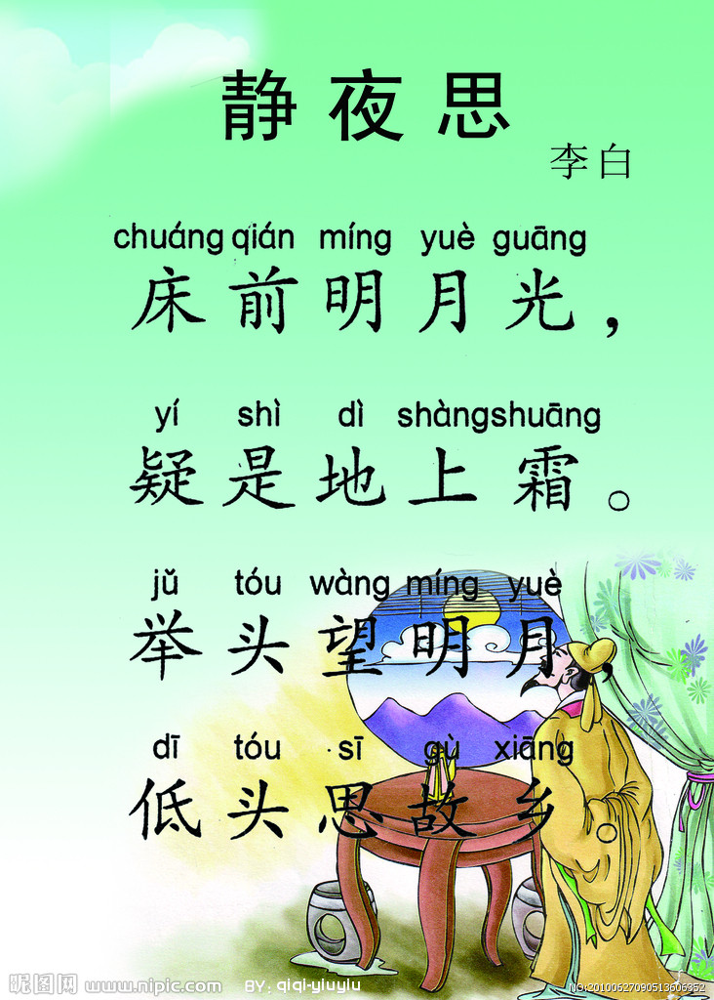 静夜思
李白
chuáng qián míng yuè guāng
床前明月光，
yí shì dì shàng shuāng
疑是地上霜。
jǔ tóu wàng míng yuè
举头望明月，
dī tóu sī gù xiāng
低头思故乡。
昵图网 www.nipic.com BY: qiqi-yiuyiu NO:20100627090513606352